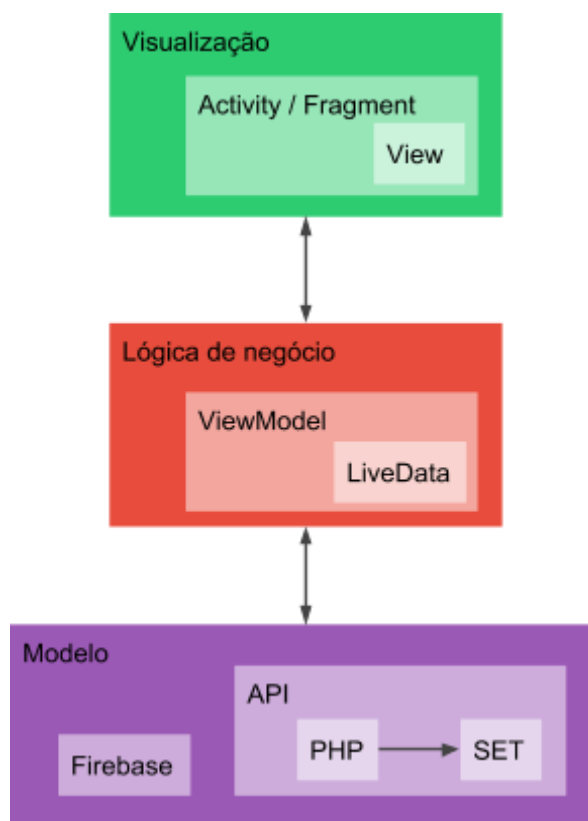 Visualização
Activity / Fragment
View
Lógica de negócio
ViewModel
LiveData
Modelo
API
PHP
SET
Firebase